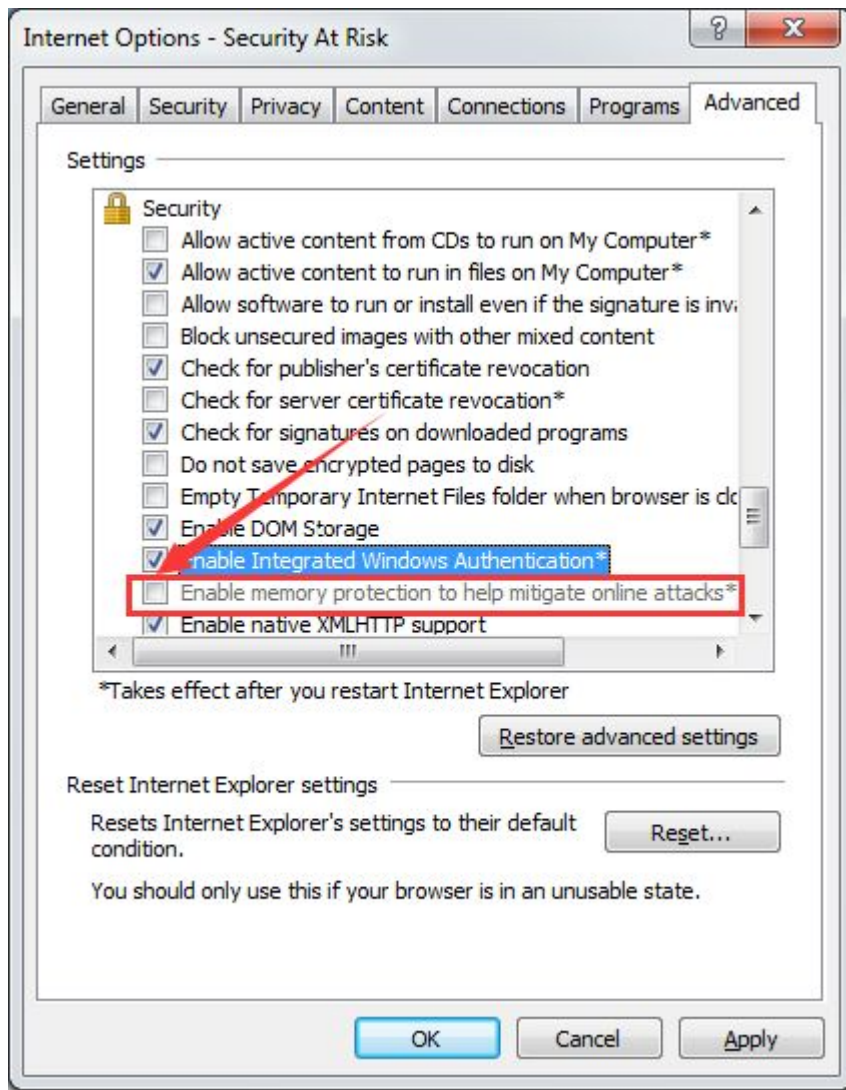 Internet Options - Security At Risk
General Security Privacy Content Connections Programs Advanced
Settings
Security
Allow active content from CDs to run on My Computer*
Allow active content to run in files on My Computer*
Allow software to run or install even if the signature is
Block unsecured images with other mixed content
Check for publisher's certificate revocation
Check for server certificate revocation*
Check for signatures on downloaded programs
Do not save encrypted pages to disk
Empty Temporary Internet Files folder when browser is
Enable DOM Storage
Enable Integrated Windows Authentication*
Enable memory protection to help mitigate online attacks*
Enable native XMLHTTP support
*Takes effect after you restart Internet Explorer
Restore advanced settings
Reset Internet Explorer settings
Resets Internet Explorer's settings to their default
condition.
Reset...
You should only use this if your browser is in an unusable state.
OK Cancel Apply